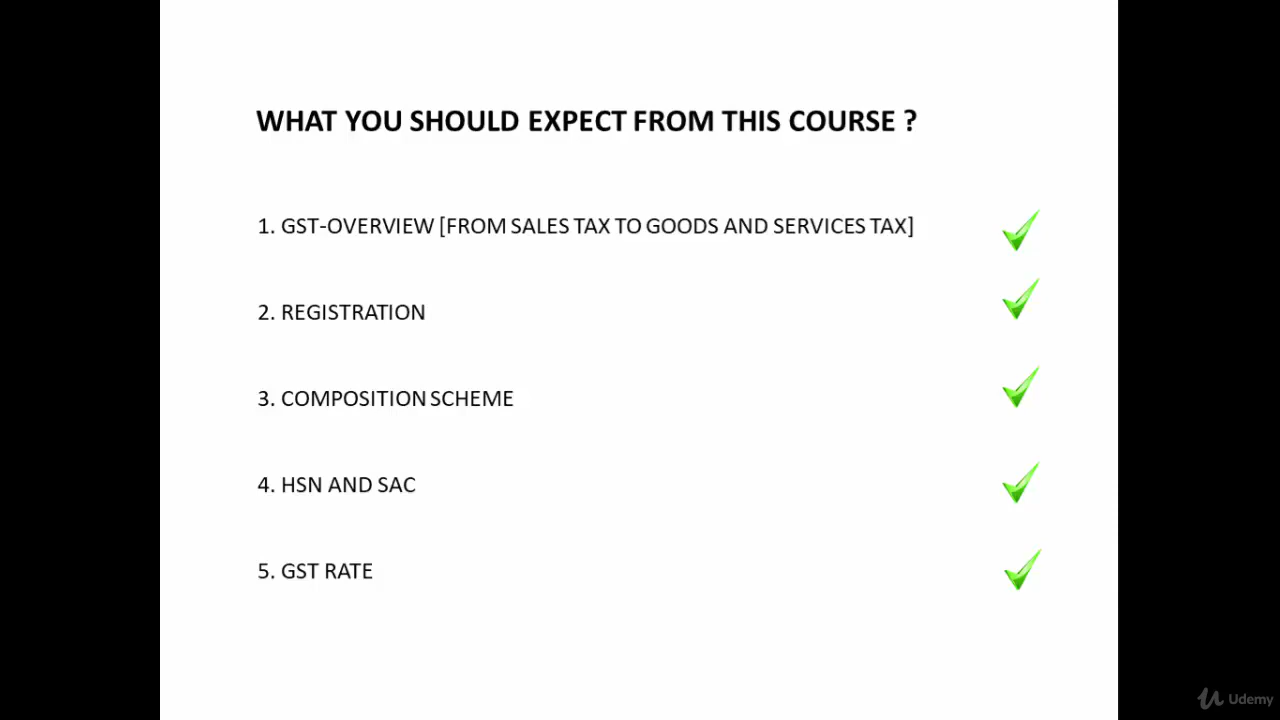 WHAT YOU SHOULD EXPECT FROM THIS COURSE ?
1. GST-OVERVIEW [FROM SALES TAX TO GOODS AND SERVICES TAX]
2. REGISTRATION
3. COMPOSITION SCHEME
4. HSN AND SAC
5. GST RATE
Udemy